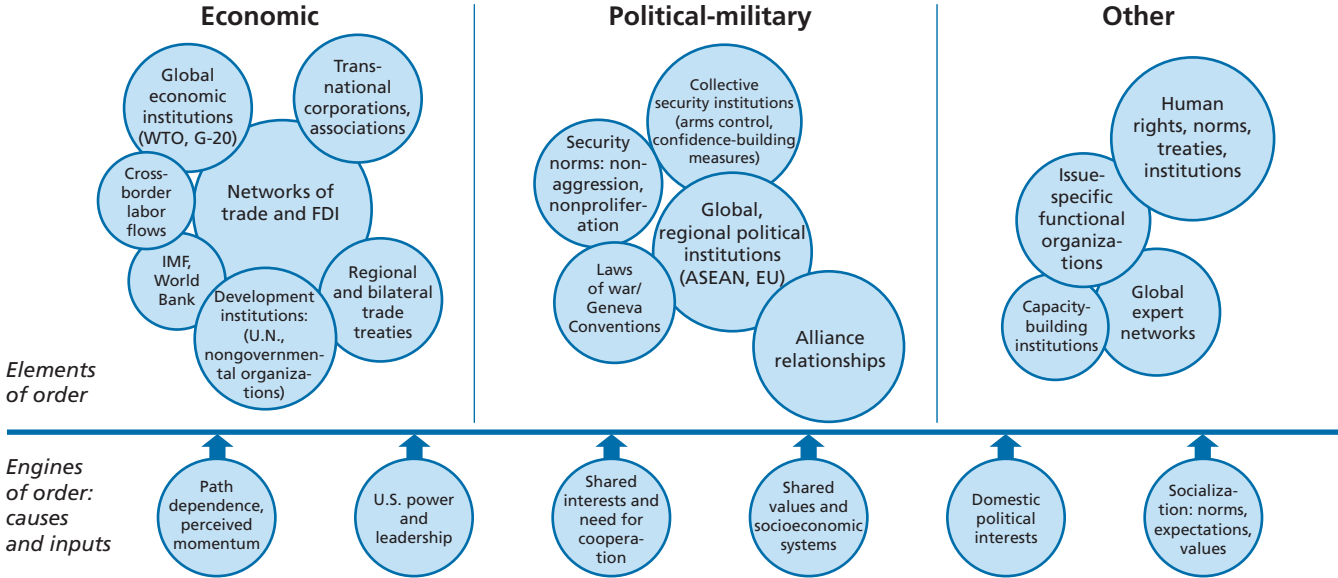 Economic
Global
economic
institutions
(WTO, G-20)
Trans-
national
corporations,
associations
Cross-
border
labor
flows
Networks of
trade and FDI
IMF,
World
Bank
Development
institutions:
(U.N.,
nongovernmen-
tal organiza-
tions)
Regional
and bilateral
trade
treaties
Political-military
Collective
security institutions
(arms control,
confidence-building
measures)
Security
norms: non-
aggression,
nonprolifer-
ation
Global,
regional political
institutions
(ASEAN, EU)
Laws
of war/
Geneva
Conventions
Alliance
relationships
Other
Human
rights, norms,
treaties,
institutions
Issue-
specific
functional
organiza-
tions
Capacity-
building
institutions
Global
expert
networks
Elements
of order
Engines
of order:
causes
and inputs
Path
dependence,
perceived
momentum
U.S. power
and
leadership
Shared
interests and
need for
coopera-
tion
Shared
values and
socioeconomic
systems
Domestic
political
interests
Socializa-
tion: norms,
expectations,
values